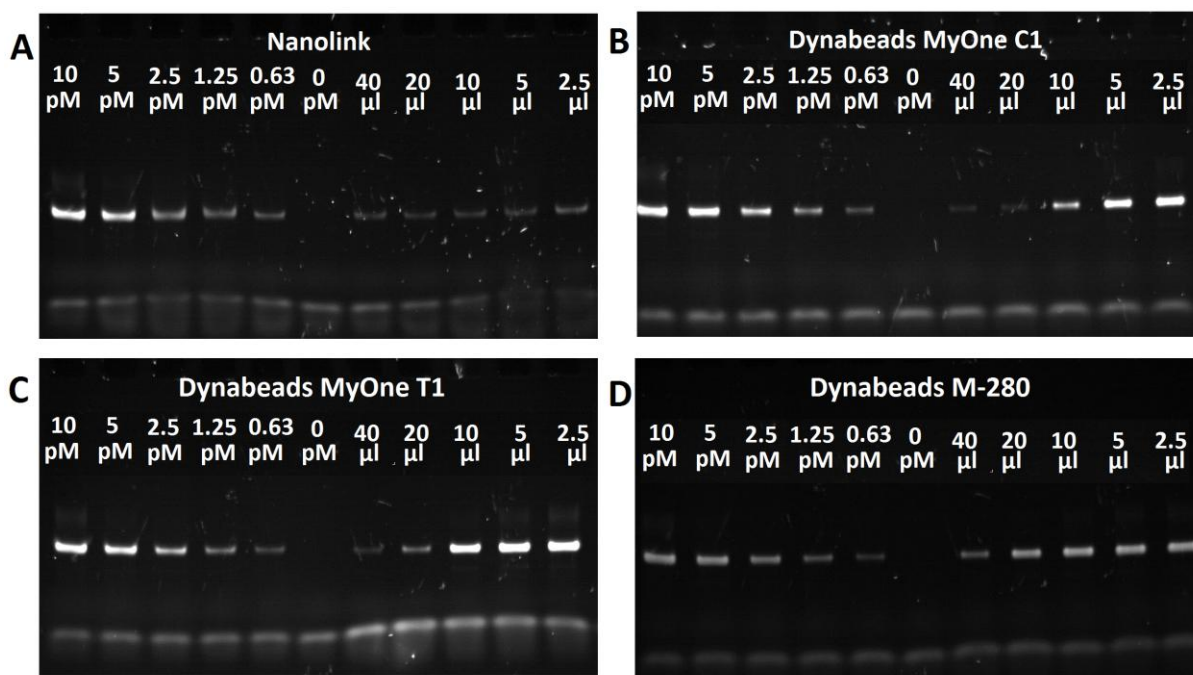 A
Nanolink
10 5 2.5 1.25 0.63 0 40 20 10 5 2.5
pM pM pM pM pM pM µl µl µl µl µl
B
Dynabeads MyOne C1
10 5 2.5 1.25 0.63 0 40 20 10 5 2.5
pM pM pM pM pM pM µl µl µl µl µl
C
Dynabeads MyOne T1
10 5 2.5 1.25 0.63 0 40 20 10 5 2.5
pM pM pM pM pM pM µl µl µl µl µl
D
Dynabeads M-280
10 5 2.5 1.25 0.63 0 40 20 10 5 2.5
pM pM pM pM pM pM µl µl µl µl µl